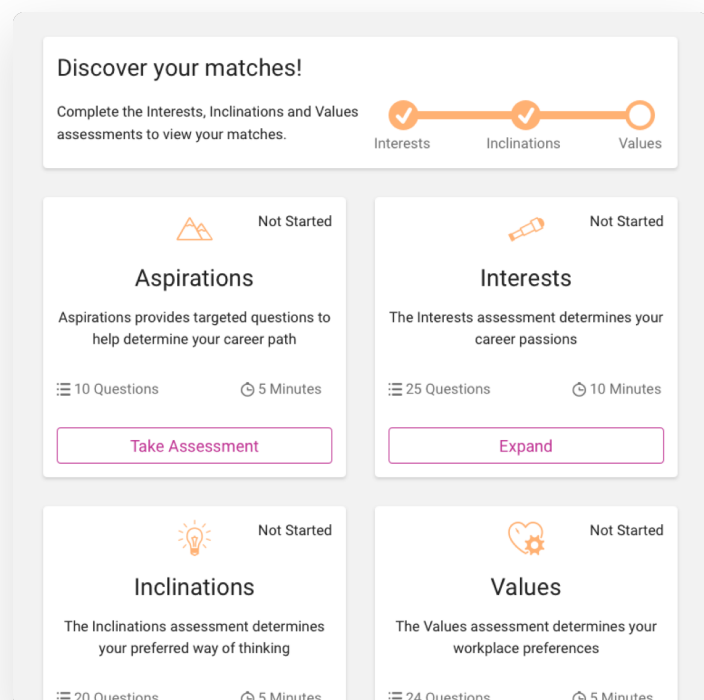 Discover your matches!
Complete the Interests, Inclinations and Values
assessments to view your matches.
Interests
Inclinations
Values
Not Started
Aspirations
Aspirations provides targeted questions to
help determine your career path
10 Questions
5 Minutes
Take Assessment
Not Started
Interests
The Interests assessment determines your
career passions
25 Questions
10 Minutes
Expand
Not Started
Inclinations
The Inclinations assessment determines
your preferred way of thinking
20 Questions
5 Minutes
Not Started
Values
The Values assessment determines your
workplace preferences
24 Questions
5 Minutes